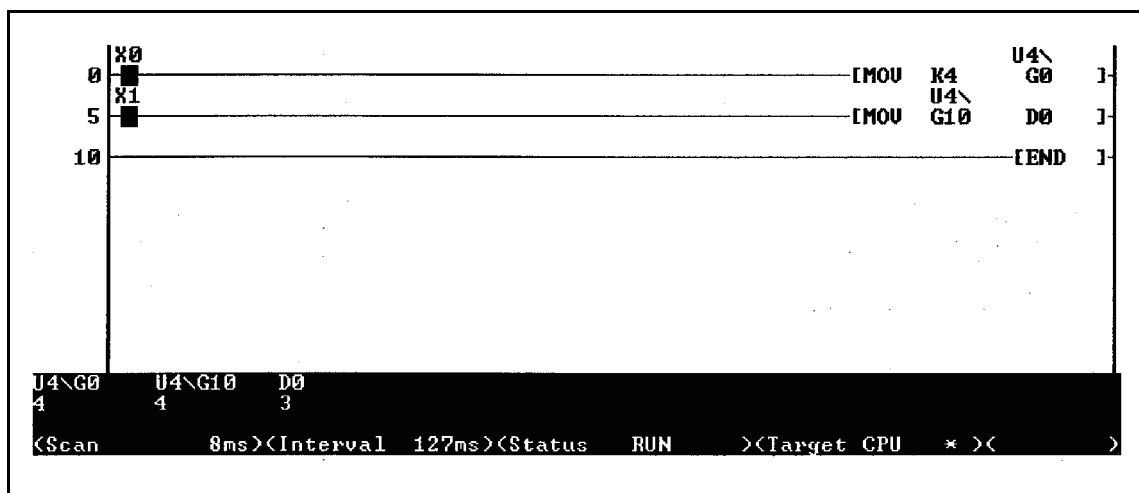 X0 U4\
0 [MOV K4 G0 ]
X1 U4\
5 [MOV G10 D0 ]
10 [END ]
U4\G0 U4\G10 D0
4 4 3
<Scan 8ms><Interval 127ms><Status RUN ><Target CPU * >< >